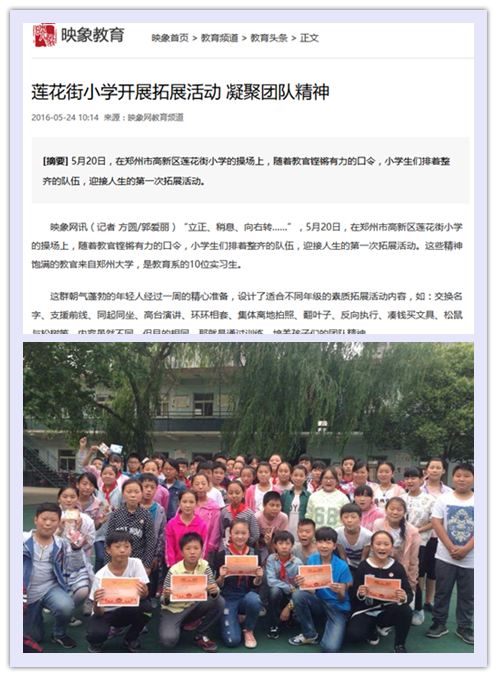 映象教育 映象首页 > 教育频道 > 教育头条 > 正文
莲花街小学开展拓展活动 凝聚团队精神
2016-05-24 10:14 来源：映象网教育频道
[摘要] 5月20日，在郑州市高新区莲花街小学的操场上，随着教官铿锵有力的口令，小学生们排着整
齐的队伍，迎接人生的第一次拓展活动。
映象网讯（记者 方圆/郭爱丽）“立正、稍息、向右转……”，5月20日，在郑州市高新区莲花街小学
的操场上，随着教官铿锵有力的口令，小学生们排着整齐的队伍，迎接人生的第一次拓展活动。这些精神
饱满的教官来自郑州大学，是教育系的10位实习生。
这群朝气蓬勃的年轻人经过一周的精心准备，设计了适合不同年级的素质拓展活动内容，如：交换名
字、支援前线、同起同坐、高台演讲、环环相套、集体离地拍照、翻叶子、反向执行、凑钱买文具、松鼠
与松树等，内容虽然不同，但目的相同，那就是通过训练，培养孩子们的团队精神